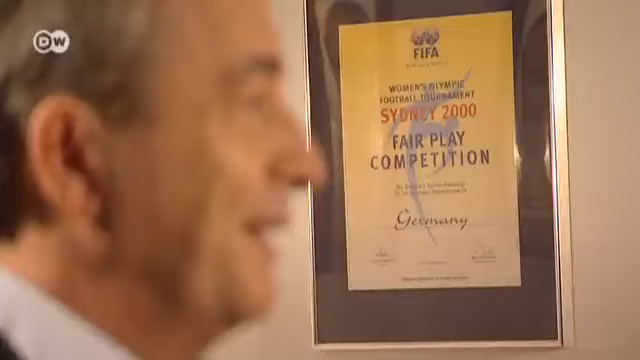 DW
FIFA
WOMEN'S OLYMPIC
FOOTBALL TOURNAMENT
SYDNEY 2000
FAIR PLAY
COMPETITION
Germany